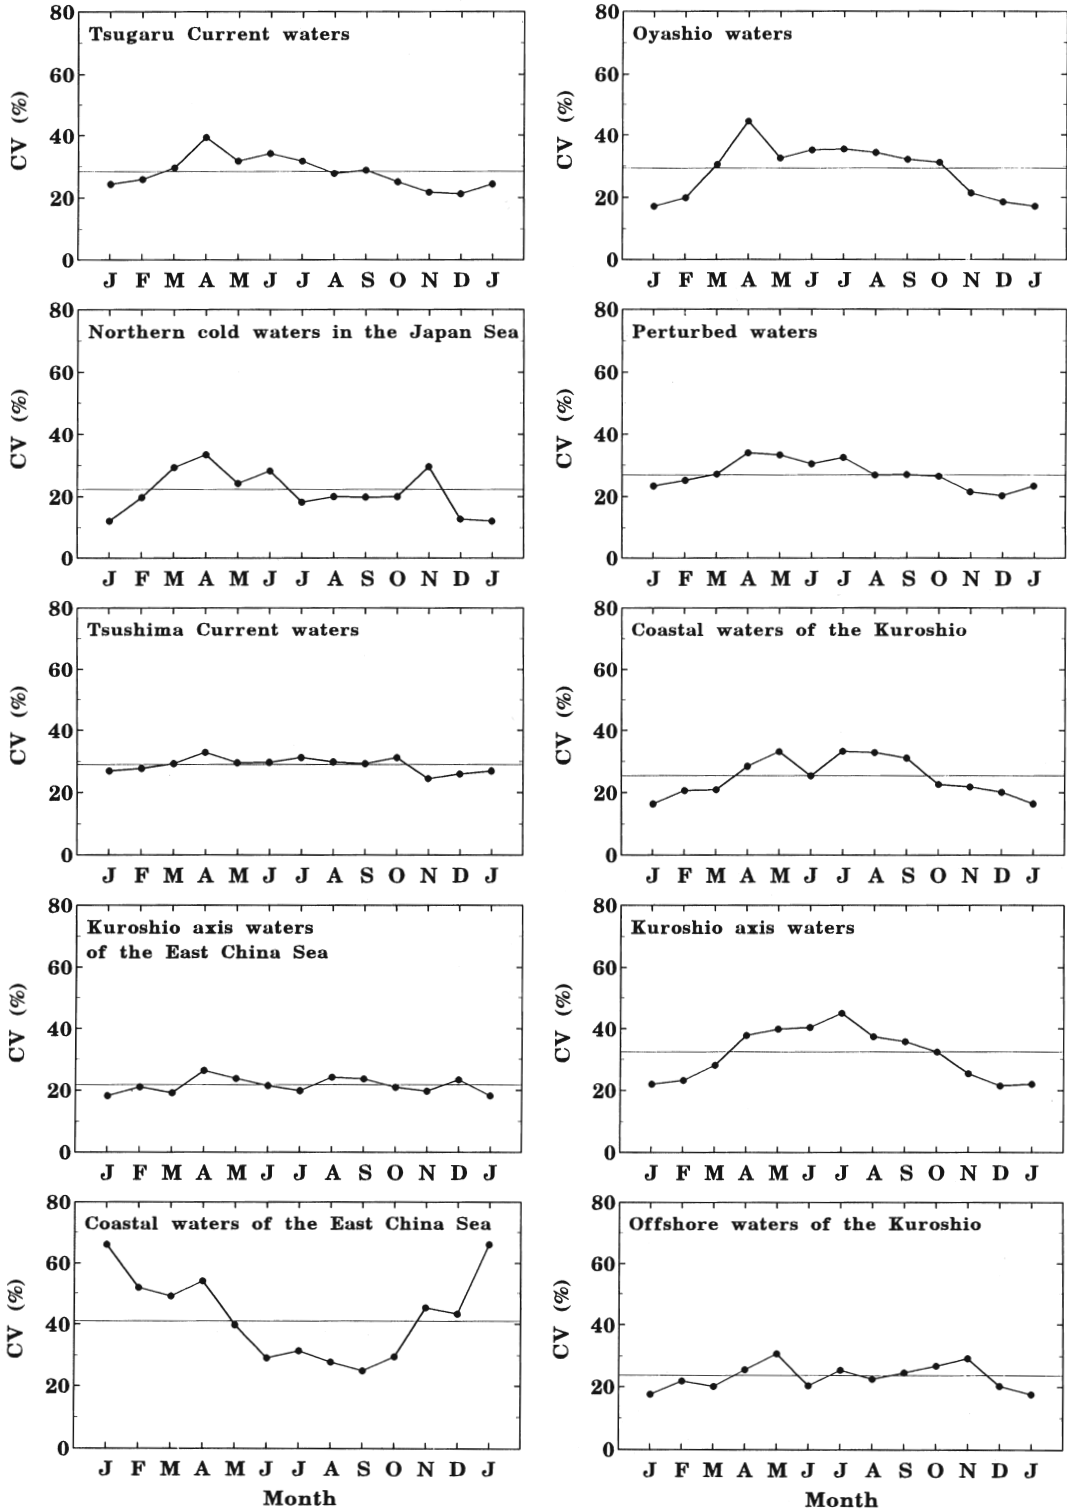 80
Tsugaru Current waters
60
CV (%)
40
20
0
J F M A M J J A S O N D J
80
Oyashio waters
60
CV (%)
40
20
0
J F M A M J J A S O N D J
80
Northern cold waters in the Japan Sea
60
CV (%)
40
20
0
J F M A M J J A S O N D J
80
Perturbed waters
60
CV (%)
40
20
0
J F M A M J J A S O N D J
80
Tsushima Current waters
60
CV (%)
40
20
0
J F M A M J J A S O N D J
80
Coastal waters of the Kuroshio
60
CV (%)
40
20
0
J F M A M J J A S O N D J
80
Kuroshio axis waters
of the East China Sea
60
CV (%)
40
20
0
J F M A M J J A S O N D J
80
Kuroshio axis waters
60
CV (%)
40
20
0
J F M A M J J A S O N D J
80
Coastal waters of the East China Sea
60
CV (%)
40
20
0
J F M A M J J A S O N D J
Month
80
Offshore waters of the Kuroshio
60
CV (%)
40
20
0
J F M A M J J A S O N D J
Month